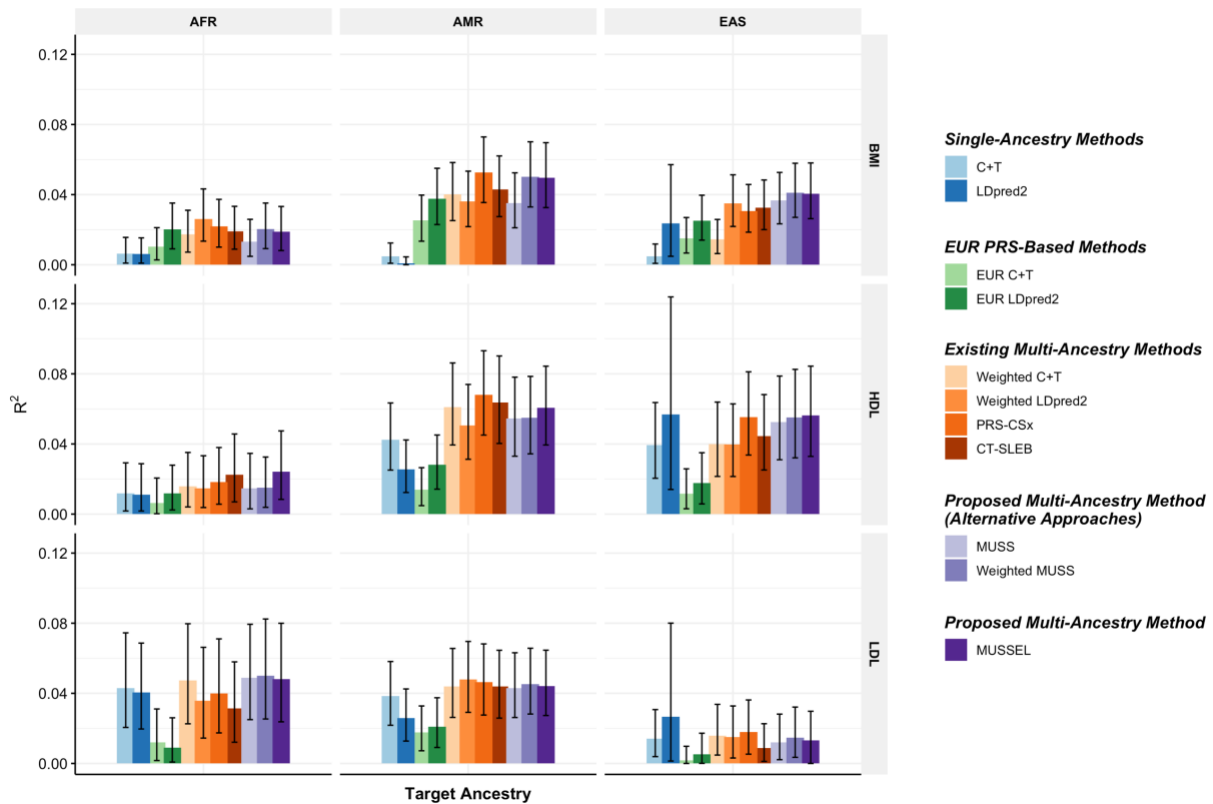 AFR
AMR
EAS
0.12
0.08
0.04
0.00
BMI
0.12
0.08
0.04
0.00
HDL
0.12
0.08
0.04
0.00
LDL
R²
Target Ancestry
Single-Ancestry Methods
C+T
LDpred2
EUR PRS-Based Methods
EUR C+T
EUR LDpred2
Existing Multi-Ancestry Methods
Weighted C+T
Weighted LDpred2
PRS-CSx
CT-SLEB
Proposed Multi-Ancestry Method
(Alternative Approaches)
MUSS
Weighted MUSS
Proposed Multi-Ancestry Method
MUSSEL